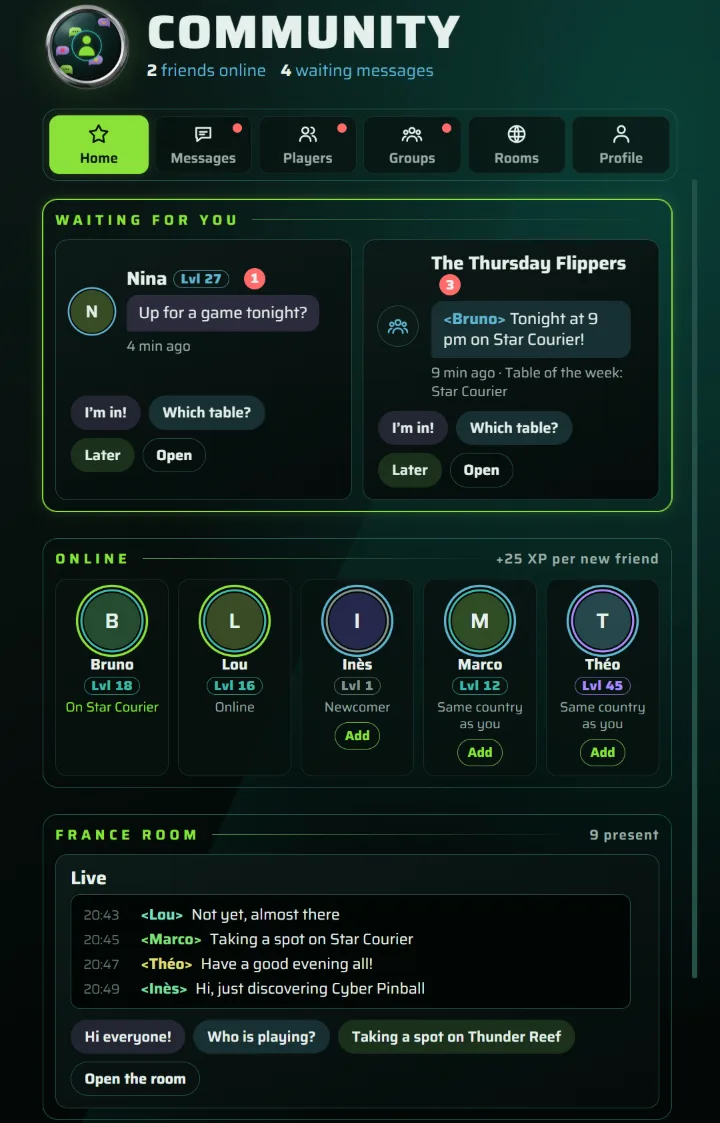 COMMUNITY
2 friends online 4 waiting messages
Home
Messages
Players
Groups
Rooms
Profile
WAITING FOR YOU
Nina Lvl 27 1
N
Up for a game tonight?
4 min ago
I'm in! Which table?
Later Open
The Thursday Flippers
3
<Bruno> Tonight at 9
pm on Star Courier!
9 min ago · Table of the week:
Star Courier
I'm in! Which table?
Later Open
ONLINE
+25 XP per new friend
B
Bruno
Lvl 18
On Star Courier
L
Lou
Lvl 16
Online
I
Inès
Lvl 1
Newcomer
Add
M
Marco
Lvl 12
Same country
as you
Add
T
Théo
Lvl 45
Same country
as you
Add
FRANCE ROOM
9 present
Live
20:43 <Lou> Not yet, almost there
20:45 <Marco> Taking a spot on Star Courier
20:47 <Théo> Have a good evening all!
20:49 <Inès> Hi, just discovering Cyber Pinball
Hi everyone! Who is playing? Taking a spot on Thunder Reef
Open the room